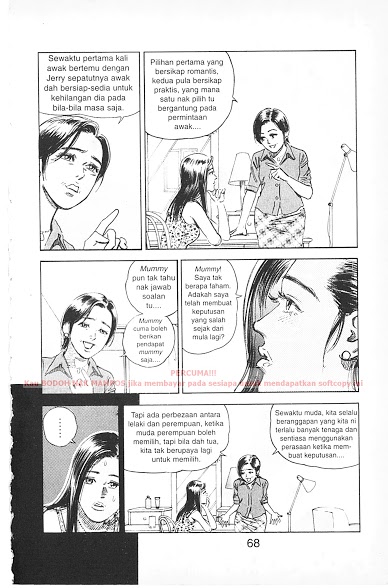 Sewaktu pertama kali
awak bertemu dengan
Jerry sepatutnya awak
dah bersiap-sedia untuk
kehilangan dia pada
bila-bila masa saja.
Pilihan pertama yang
bersikap romantis,
kedua pula bersikap
praktis, yang mana
satu nak pilih tu
bergantung pada
permintaan
awak....
Mummy
pun tak tahu
nak jawab
soalan
tu....
Mummy
cuma boleh
berikan
pendapat
mummy
saja...
Mummy!
Saya tak
berapa faham.
Adakah saya
telah membuat
keputusan
yang salah
sejak dari
mula lagi?
PERCUMA!!!
jika membayar pada sesiapa
mendapatkan softcopy ni
......
Tapi ada perbezaan antara
lelaki dan perempuan, ketika
muda perempuan boleh
memilih, tapi bila dah tua,
kita tak berupaya lagi
untuk memilih.
Sewaktu muda, kita selalu
beranggapan yang kita ni
terlalu banyak tenaga dan
sentiasa menggunakan
perasaan ketika mem-
buat keputusan....
68